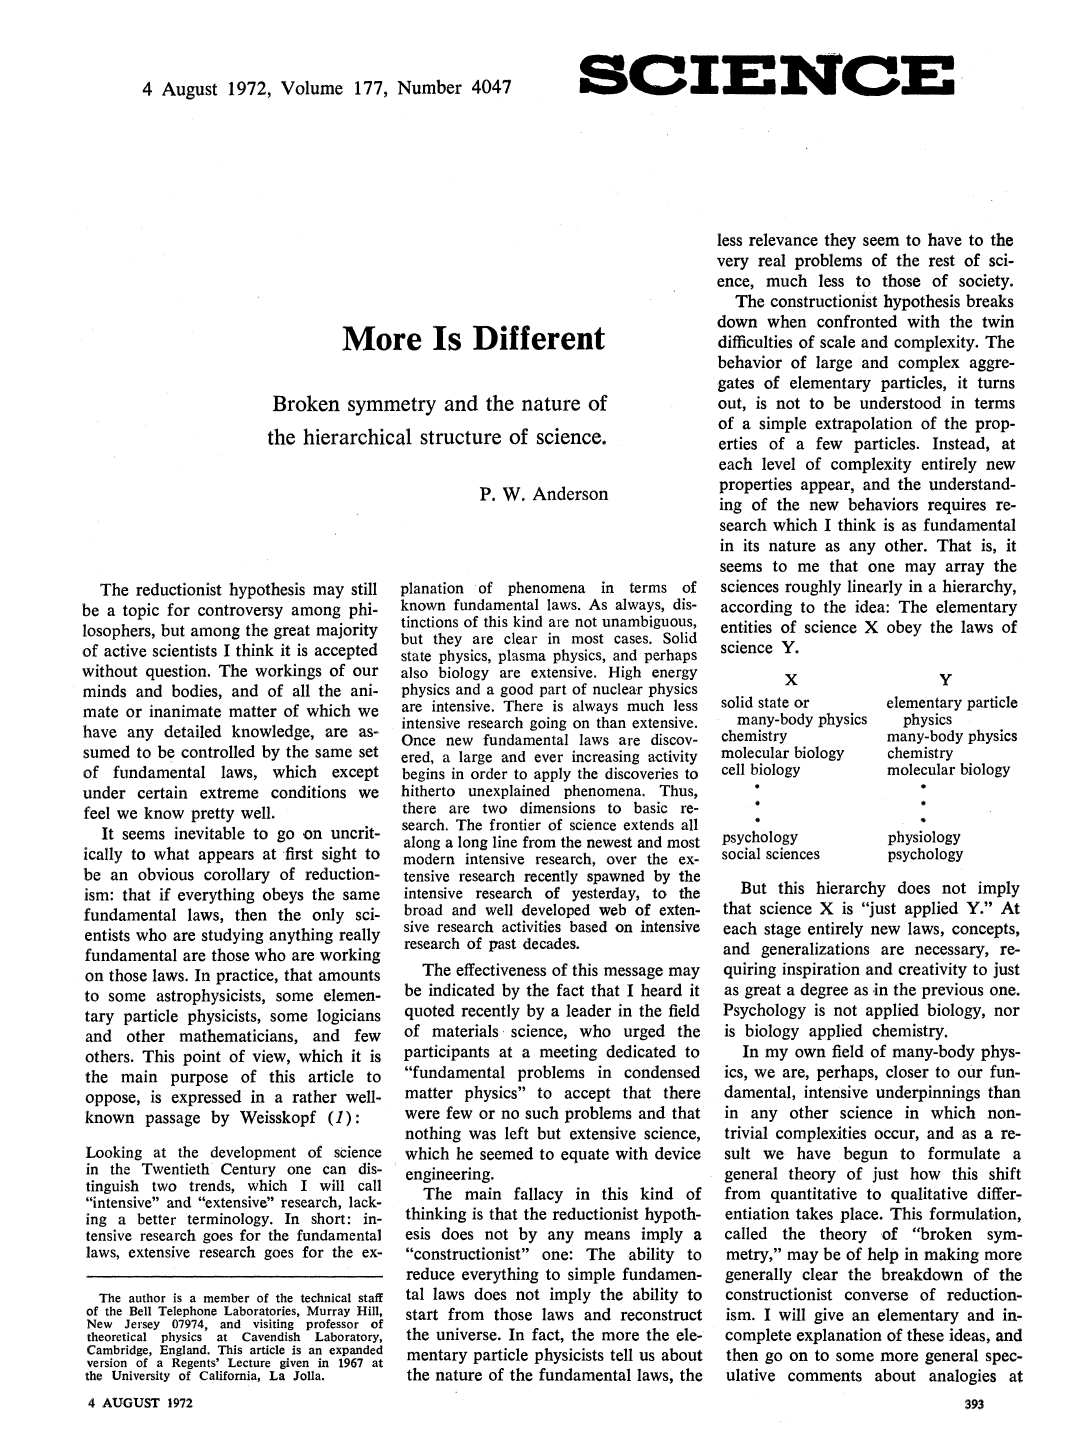 4 August 1972, Volume 177, Number 4047
SCIENCE
More Is Different
Broken symmetry and the nature of
the hierarchical structure of science.
P. W. Anderson
The reductionist hypothesis may still
be a topic for controversy among phi-
losophers, but among the great majority
of active scientists I think it is accepted
without question. The workings of our
minds and bodies, and of all the ani-
mate or inanimate matter of which we
have any detailed knowledge, are as-
sumed to be controlled by the same set
of fundamental laws, which except
under certain extreme conditions we
feel we know pretty well.
It seems inevitable to go on uncrit-
ically to what appears at first sight to
be an obvious corollary of reduction-
ism: that if everything obeys the same
fundamental laws, then the only sci-
entists who are studying anything really
fundamental are those who are working
on those laws. In practice, that amounts
to some astrophysicists, some elemen-
tary particle physicists, some logicians
and other mathematicians, and few
others. This point of view, which it is
the main purpose of this article to
oppose, is expressed in a rather well-
known passage by Weisskopf (1):
Looking at the development of science
in the Twentieth Century one can dis-
tinguish two trends, which I will call
“intensive” and “extensive” research, lack-
ing a better terminology. In short: in-
tensive research goes for the fundamental
laws, extensive research goes for the ex-
The author is a member of the technical staff
of the Bell Telephone Laboratories, Murray Hill,
New Jersey 07974, and visiting professor of
theoretical physics at Cavendish Laboratory,
Cambridge, England. This article is an expanded
version of a Regents’ Lecture given in 1967 at
the University of California, La Jolla.
planation of phenomena in terms of
known fundamental laws. As always, dis-
tinctions of this kind are not unambiguous,
but they are clear in most cases. Solid
state physics, plasma physics, and perhaps
also biology are extensive. High energy
physics and a good part of nuclear physics
are intensive. There is always much less
intensive research going on than extensive.
Once new fundamental laws are discov-
ered, a large and ever increasing activity
begins in order to apply the discoveries to
hitherto unexplained phenomena. Thus,
there are two dimensions to basic re-
search. The frontier of science extends all
along a long line from the newest and most
modern intensive research, over the ex-
tensive research recently spawned by the
intensive research of yesterday, to the
broad and well developed web of exten-
sive research activities based on intensive
research of past decades.
The effectiveness of this message may
be indicated by the fact that I heard it
quoted recently by a leader in the field
of materials science, who urged the
participants at a meeting dedicated to
“fundamental problems in condensed
matter physics” to accept that there
were few or no such problems and that
nothing was left but extensive science,
which he seemed to equate with device
engineering.
The main fallacy in this kind of
thinking is that the reductionist hypoth-
esis does not by any means imply a
“constructionist” one: The ability to
reduce everything to simple fundamen-
tal laws does not imply the ability to
start from those laws and reconstruct
the universe. In fact, the more the ele-
mentary particle physicists tell us about
the nature of the fundamental laws, the
less relevance they seem to have to the
very real problems of the rest of sci-
ence, much less to those of society.
The constructionist hypothesis breaks
down when confronted with the twin
difficulties of scale and complexity. The
behavior of large and complex aggre-
gates of elementary particles, it turns
out, is not to be understood in terms
of a simple extrapolation of the prop-
erties of a few particles. Instead, at
each level of complexity entirely new
properties appear, and the understand-
ing of the new behaviors requires re-
search which I think is as fundamental
in its nature as any other. That is, it
seems to me that one may array the
sciences roughly linearly in a hierarchy,
according to the idea: The elementary
entities of science X obey the laws of
science Y.
X Y
solid state or elementary particle
many-body physics physics
chemistry many-body physics
molecular biology chemistry
cell biology molecular biology
• •
• •
• •
psychology physiology
social sciences psychology
But this hierarchy does not imply
that science X is “just applied Y.” At
each stage entirely new laws, concepts,
and generalizations are necessary, re-
quiring inspiration and creativity to just
as great a degree as in the previous one.
Psychology is not applied biology, nor
is biology applied chemistry.
In my own field of many-body phys-
ics, we are, perhaps, closer to our fun-
damental, intensive underpinnings than
in any other science in which non-
trivial complexities occur, and as a re-
sult we have begun to formulate a
general theory of just how this shift
from quantitative to qualitative differ-
entiation takes place. This formulation,
called the theory of “broken sym-
metry,” may be of help in making more
generally clear the breakdown of the
constructionist converse of reduction-
ism. I will give an elementary and in-
complete explanation of these ideas, and
then go on to some more general spec-
ulative comments about analogies at
4 AUGUST 1972
393